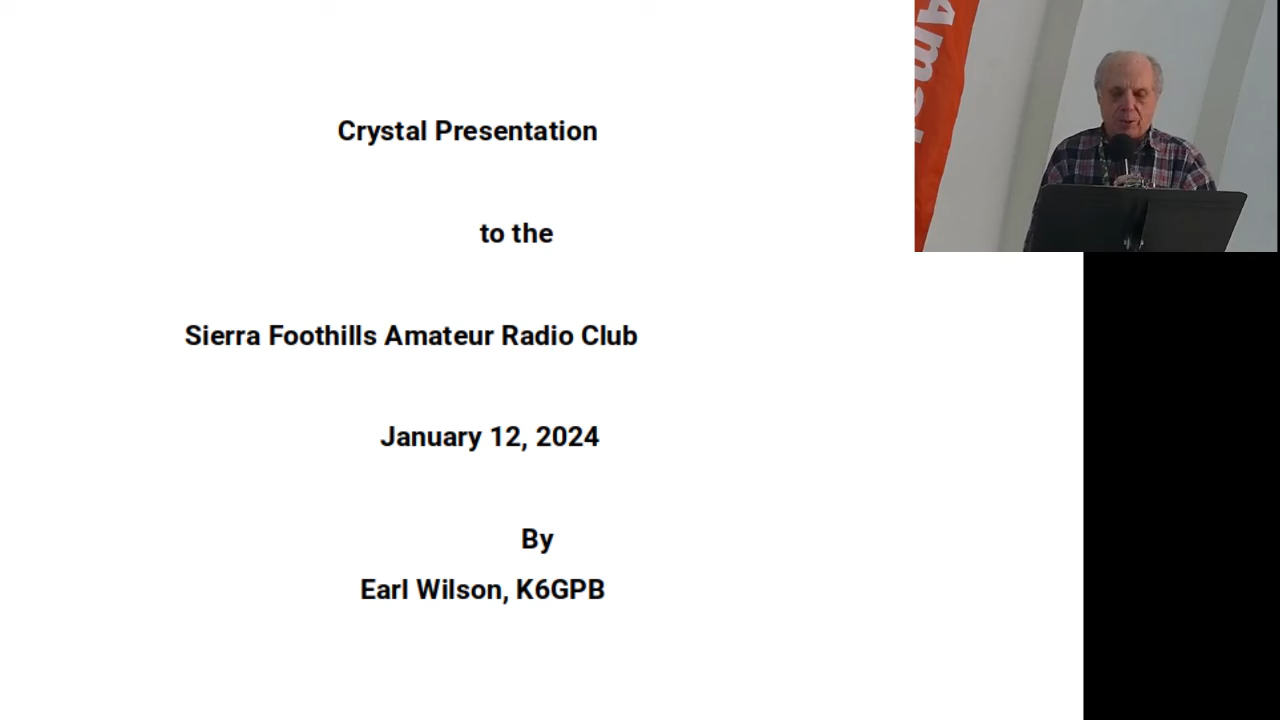 Crystal Presentation
to the
Sierra Foothills Amateur Radio Club
January 12, 2024
By
Earl Wilson, K6GPB